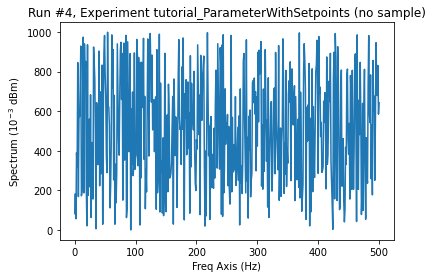 Run #4, Experiment tutorial_ParameterWithSetpoints (no sample)
1000
800
600
400
200
0
Spectrum (10⁻³ dBm)
0 100 200 300 400 500
Freq Axis (Hz)